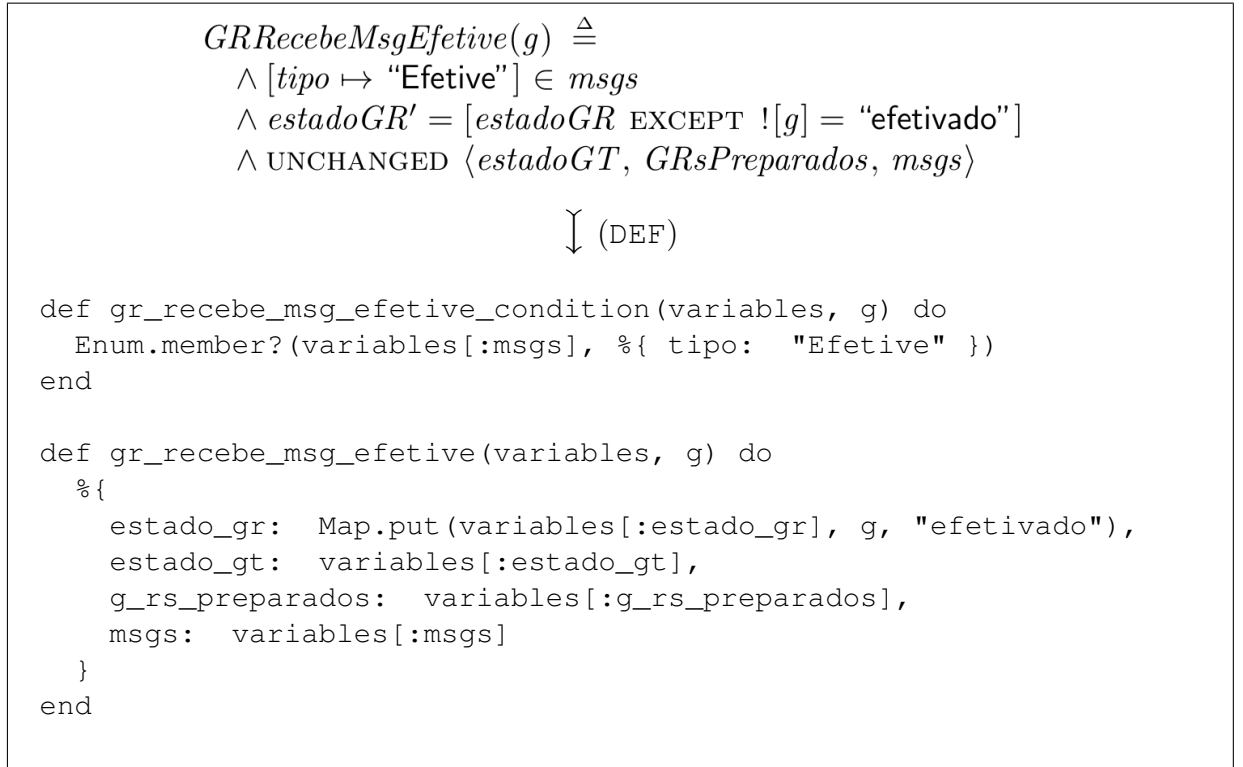 GRRecebeMsgEfetive(g) ≜
∧ [tipo ↦ “Efetive”] ∈ msgs
∧ estadoGR′ = [estadoGR EXCEPT ![g] = “efetivado”]
∧ UNCHANGED ⟨estadoGT, GRsPreparados, msgs⟩
(DEF)
def gr_recebe_msg_efetive_condition(variables, g) do
Enum.member?(variables[:msgs], %{ tipo: "Efetive" })
end
def gr_recebe_msg_efetive(variables, g) do
%{
estado_gr: Map.put(variables[:estado_gr], g, "efetivado"),
estado_gt: variables[:estado_gt],
g_rs_preparados: variables[:g_rs_preparados],
msgs: variables[:msgs]
}
end